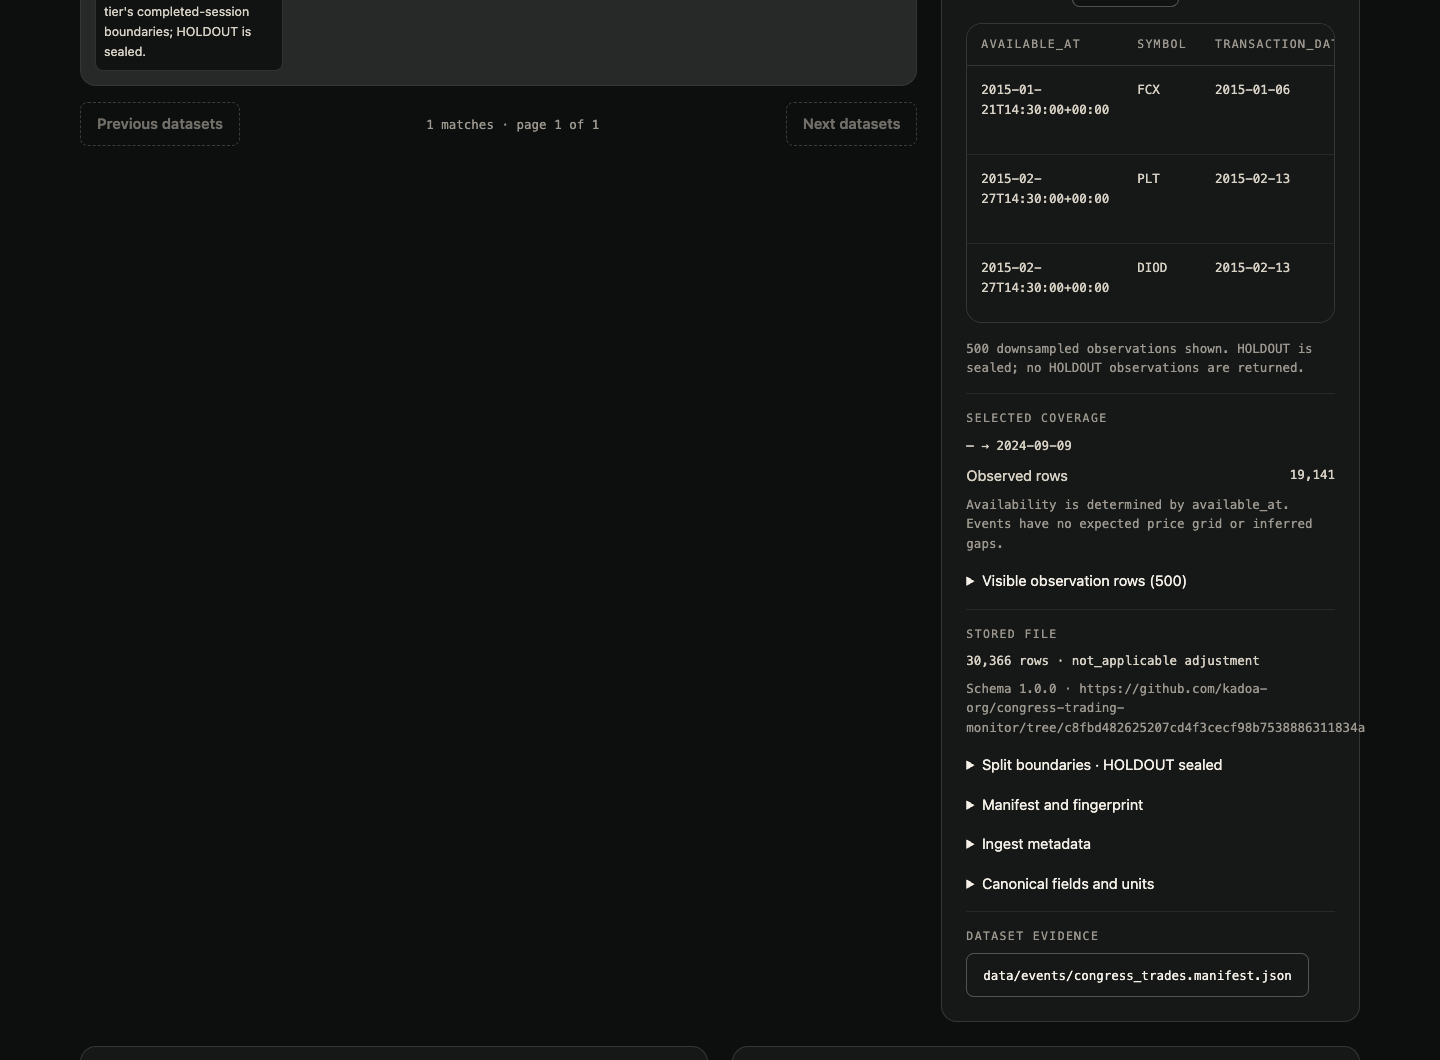 tier's completed-session
boundaries; HOLDOUT is
sealed.
Previous datasets
1 matches · page 1 of 1
Next datasets
AVAILABLE_AT SYMBOL TRANSACTION_DAT
2015-01-
21T14:30:00+00:00 FCX 2015-01-06
2015-02-
27T14:30:00+00:00 PLT 2015-02-13
2015-02-
27T14:30:00+00:00 DIOD 2015-02-13
500 downsampled observations shown. HOLDOUT is
sealed; no HOLDOUT observations are returned.
SELECTED COVERAGE
— → 2024-09-09
Observed rows 19,141
Availability is determined by available_at.
Events have no expected price grid or inferred
gaps.
▶ Visible observation rows (500)
STORED FILE
30,366 rows · not_applicable adjustment
Schema 1.0.0 · https://github.com/kadoa-
org/congress-trading-
monitor/tree/c8fbd482625207cd4f3cecf98b7538886311834a
▶ Split boundaries · HOLDOUT sealed
▶ Manifest and fingerprint
▶ Ingest metadata
▶ Canonical fields and units
DATASET EVIDENCE
data/events/congress_trades.manifest.json